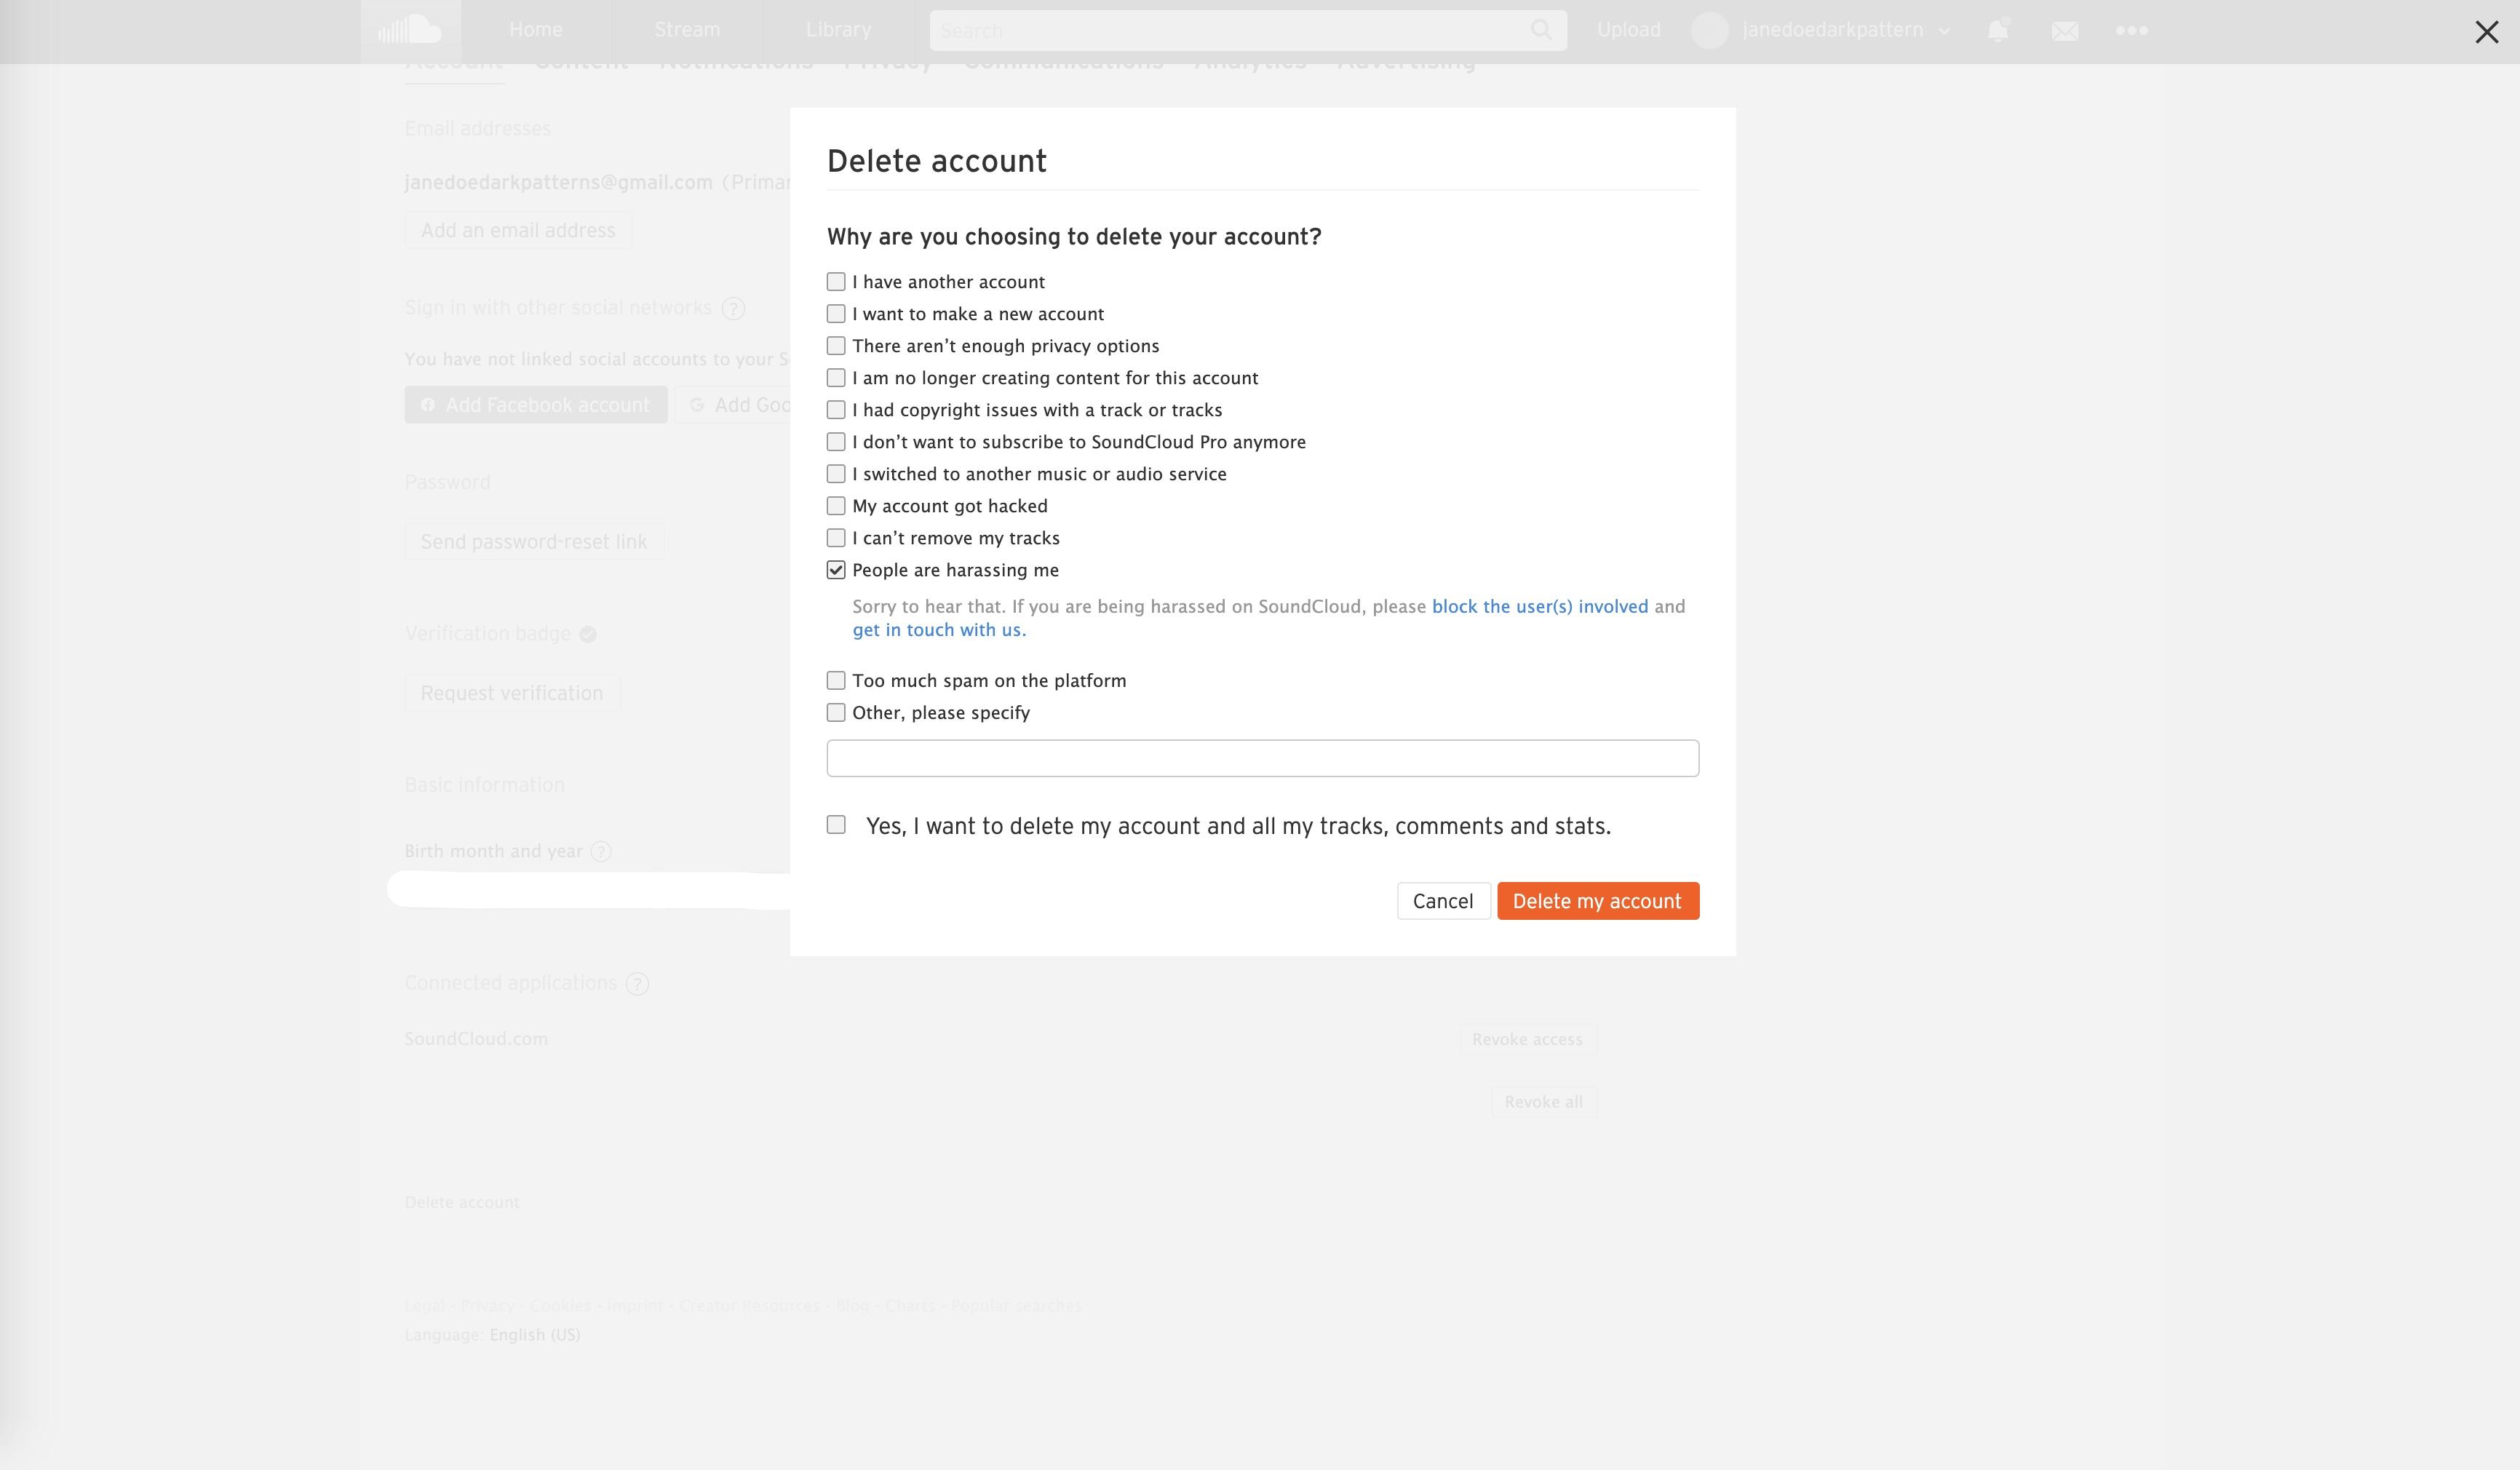 Home Stream Library Search Upload janedoedarkpattern
Account Content Notifications Privacy Communications Analytics Advertising
Email addresses
janedoedarkpatterns@gmail.com (Primar
Add an email address
Sign in with other social networks ?
You have not linked social accounts to your S
Add Facebook account G Add Goo
Password
Send password-reset link
Verification badge
Request verification
Basic information
Birth month and year ?
Connected applications ?
SoundCloud.com Revoke access
Revoke all
Delete account
Legal - Privacy - Cookies - Imprint - Creator Resources - Blog - Charts - Popular searches
Language: English (US)
Delete account
Why are you choosing to delete your account?
I have another account
I want to make a new account
There aren’t enough privacy options
I am no longer creating content for this account
I had copyright issues with a track or tracks
I don’t want to subscribe to SoundCloud Pro anymore
I switched to another music or audio service
My account got hacked
I can’t remove my tracks
People are harassing me
Sorry to hear that. If you are being harassed on SoundCloud, please block the user(s) involved and
get in touch with us.
Too much spam on the platform
Other, please specify
Yes, I want to delete my account and all my tracks, comments and stats.
Cancel Delete my account